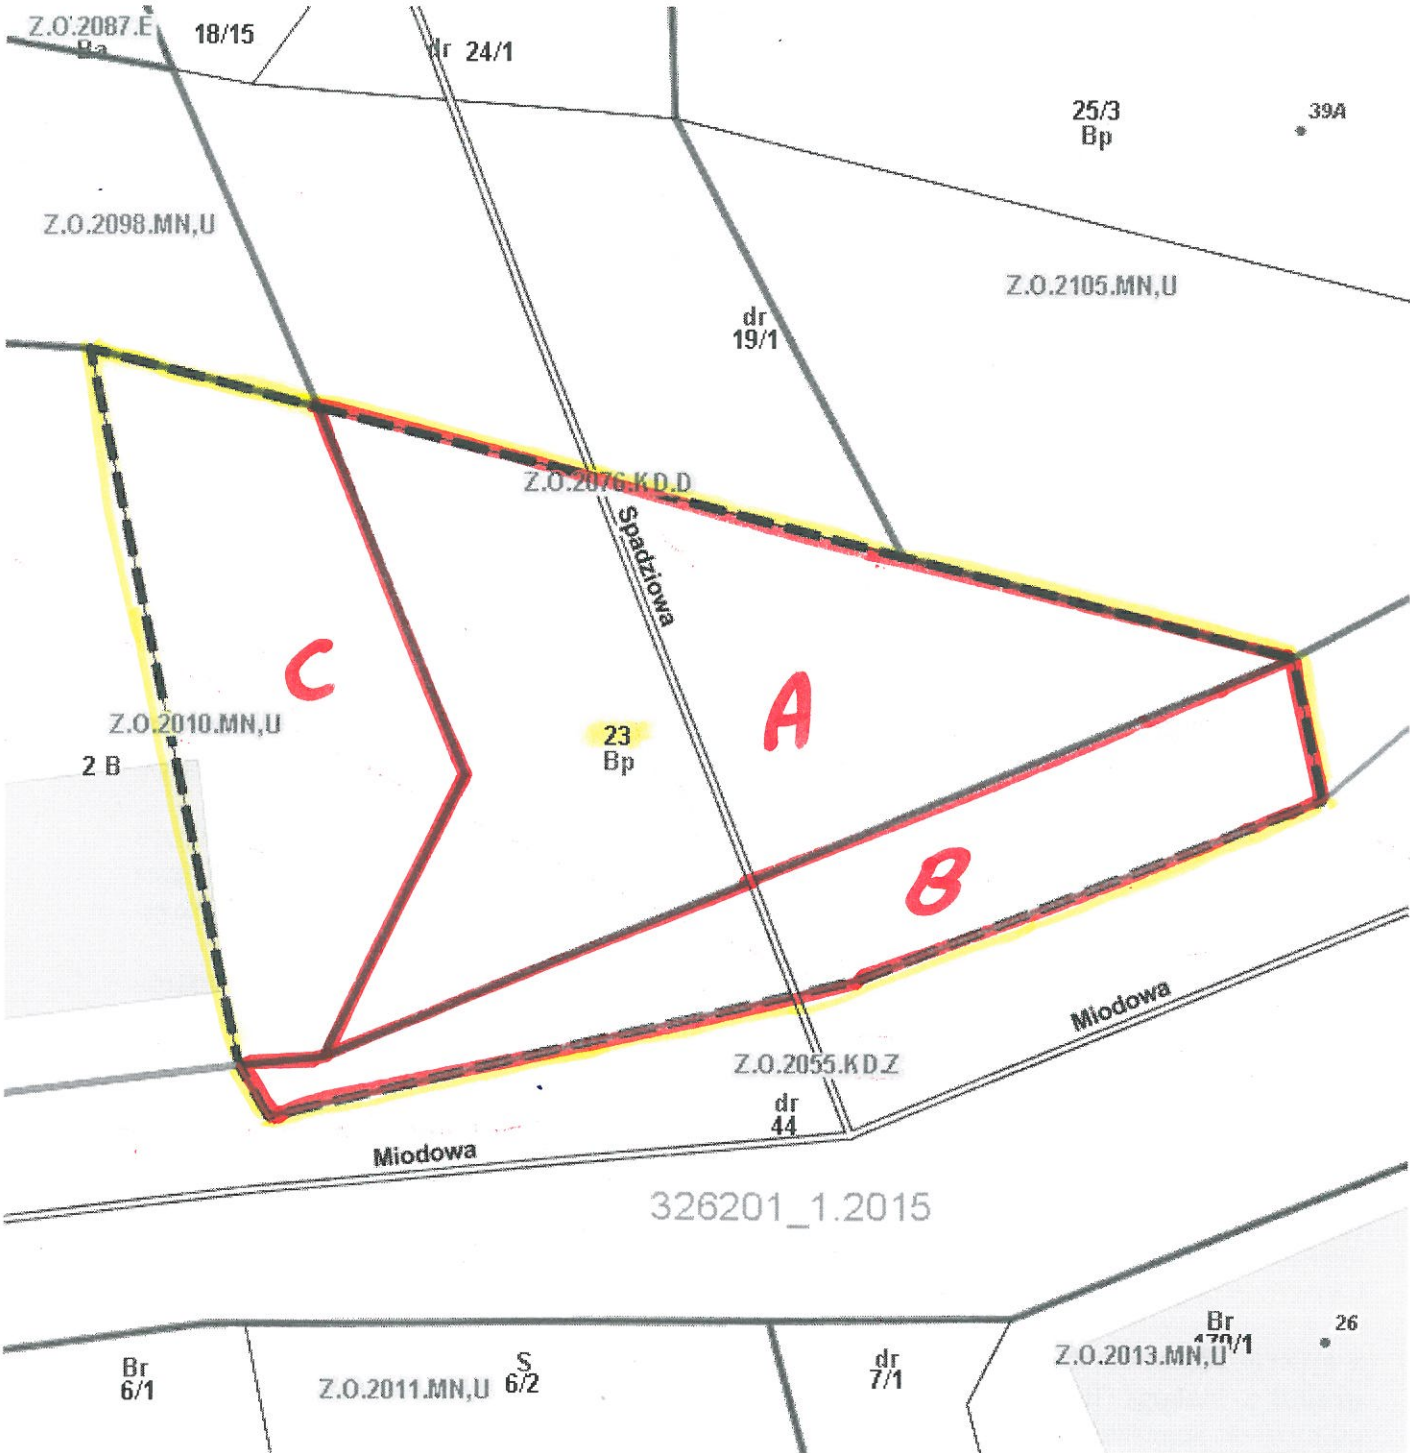 Z.O.2087.E
Ba
18/15
dr 24/1
25/3
Bp
39A
Z.O.2098.MN,U
Z.O.2105.MN,U
dr
19/1
Z.O.2076.KD.D
Spadziowa
C
A
Z.O.2010.MN,U
2 B
23
Bp
B
Miodowa
Z.O.2055.KD.Z
dr
44
Miodowa
326201_1.2015
Br
6/1
S
6/2
Z.O.2011.MN,U
dr
7/1
Br
26
Z.O.2013.MN,U